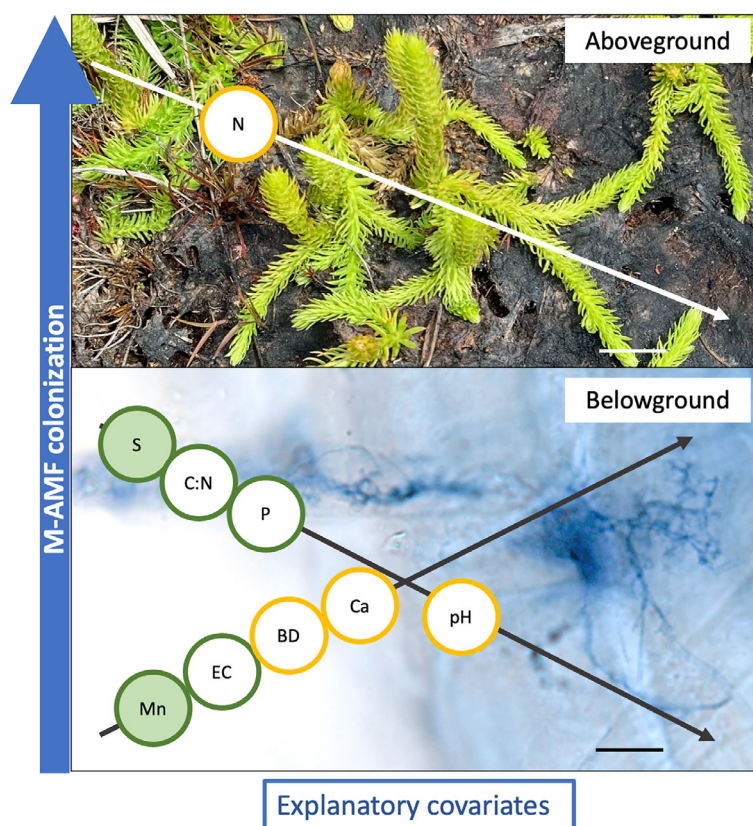 Aboveground
N
Belowground
S
C:N
P
Ca
pH
BD
EC
Mn
M-AMF colonization
Explanatory covariates